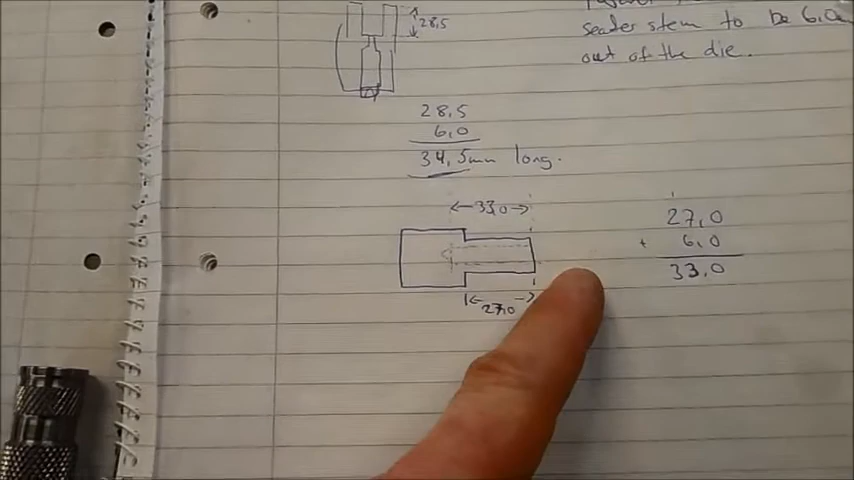 28,5
seater stem to be 6,0
out of the die.
28,5
6,0
34,5mm long.
33,0
27,0
27,0
+ 6,0
33,0